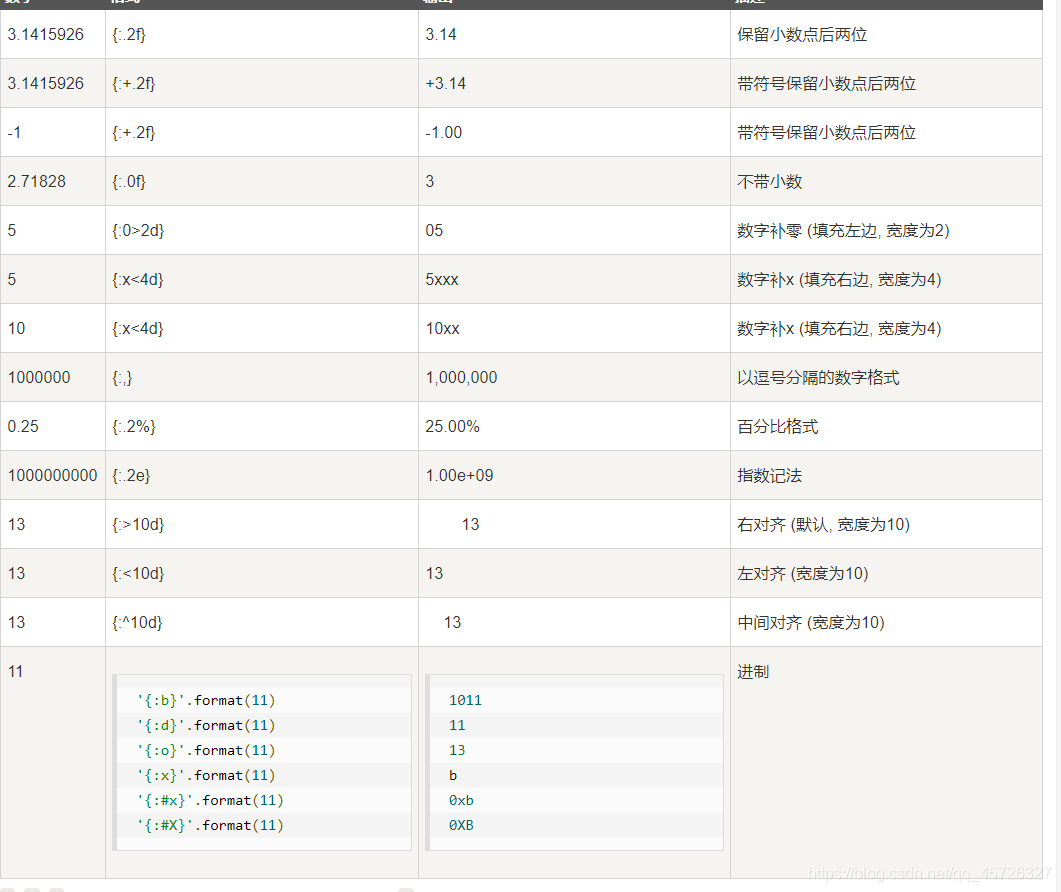 3.1415926 {:.2f} 3.14 保留小数点后两位
3.1415926 {:+.2f} +3.14 带符号保留小数点后两位
-1 {:+.2f} -1.00 带符号保留小数点后两位
2.71828 {:.0f} 3 不带小数
5 {:0>2d} 05 数字补零 (填充左边, 宽度为2)
5 {:x<4d} 5xxx 数字补x (填充右边, 宽度为4)
10 {:x<4d} 10xx 数字补x (填充右边, 宽度为4)
1000000 {:,} 1,000,000 以逗号分隔的数字格式
0.25 {:.2%} 25.00% 百分比格式
1000000000 {:.2e} 1.00e+09 指数记法
13 {:>10d} 13 右对齐 (默认, 宽度为10)
13 {:<10d} 13 左对齐 (宽度为10)
13 {:^10d} 13 中间对齐 (宽度为10)
11 进制
'{:b}'.format(11) 1011
'{:d}'.format(11) 11
'{:o}'.format(11) 13
'{:x}'.format(11) b
'{:#x}'.format(11) 0xb
'{:#X}'.format(11) 0XB
https://blog.csdn.net/qq_45726327